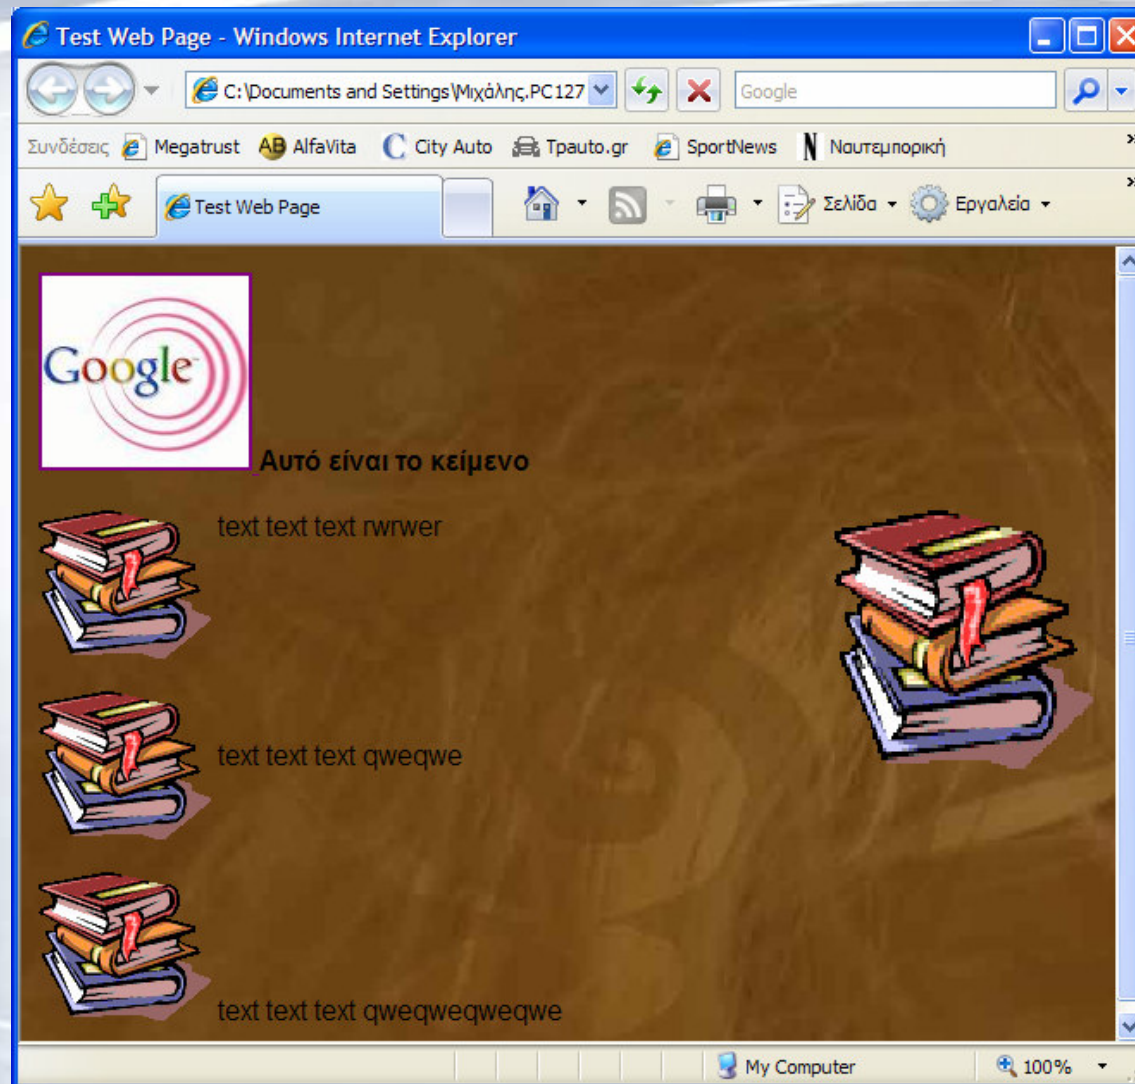 Test Web Page - Windows Internet Explorer
C:\Documents and Settings\Μιχάλης.PC127 Google
Συνδέσεις Megatrust AB AlfaVita C City Auto Tpauto.gr SportNews N Ναυτεμπορική »
Test Web Page Σελίδα Εργαλεία »
Google™
Αυτό είναι το κείμενο
text text text rwrwer
text text text qweqwe
text text text qweqweqweqwe
My Computer 100%